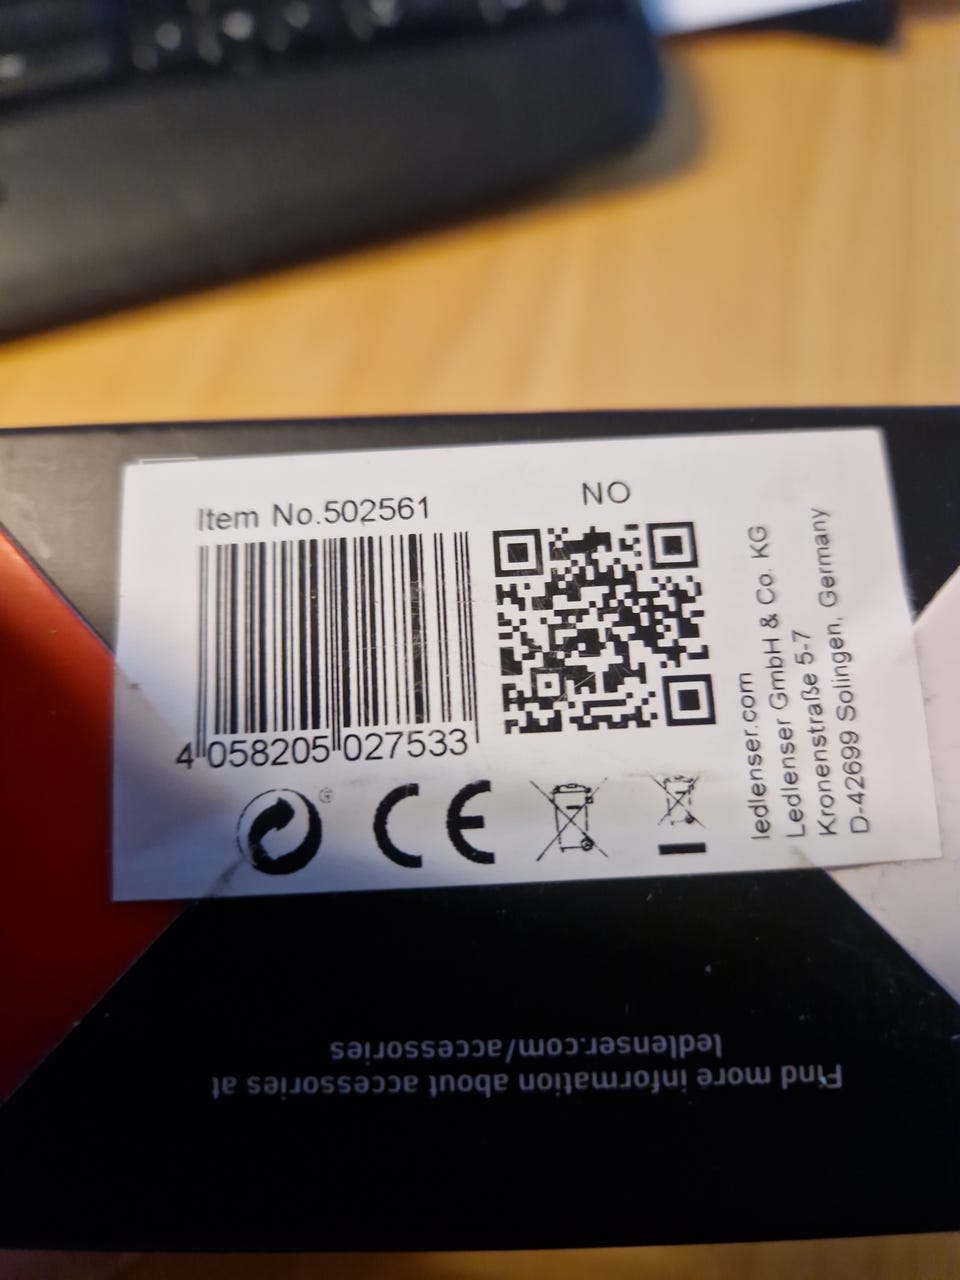 Item No.502561
NO
4 058205 027533
ledlenser.com
Ledlenser GmbH & Co. KG
Kronenstraße 5-7
D-42699 Solingen, Germany
CE
Find more information about accessories at
ledlenser.com/accessories